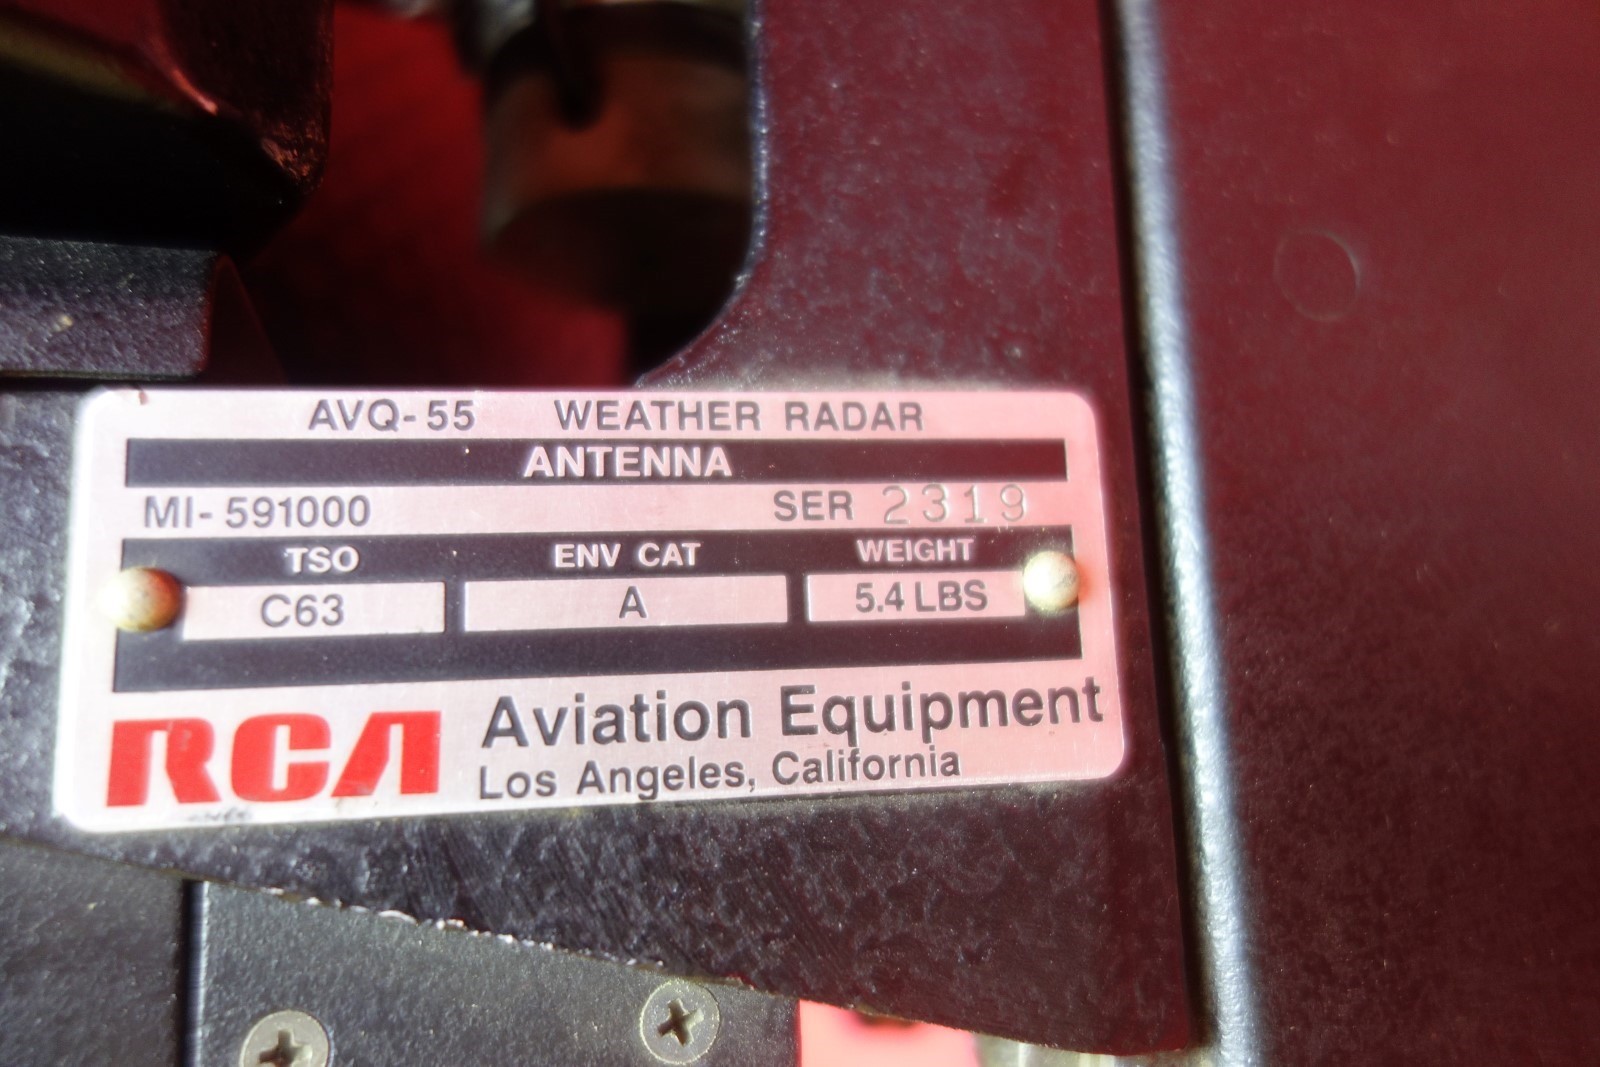 AVQ-55 WEATHER RADAR
ANTENNA
MI-591000 SER 2319
TSO ENV CAT WEIGHT
C63 A 5.4 LBS
RCA Aviation Equipment
Los Angeles, California